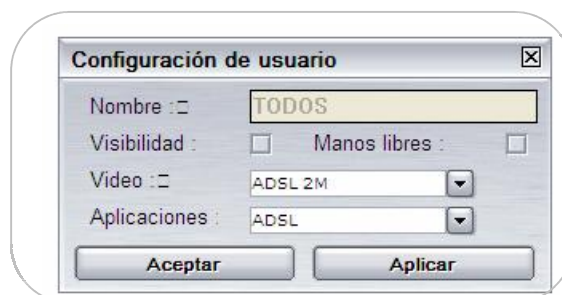 Configuración de usuario
Nombre :□ TODOS
Visibilidad : Manos libres :
Video :□ ADSL 2M
Aplicaciones : ADSL
Aceptar Aplicar